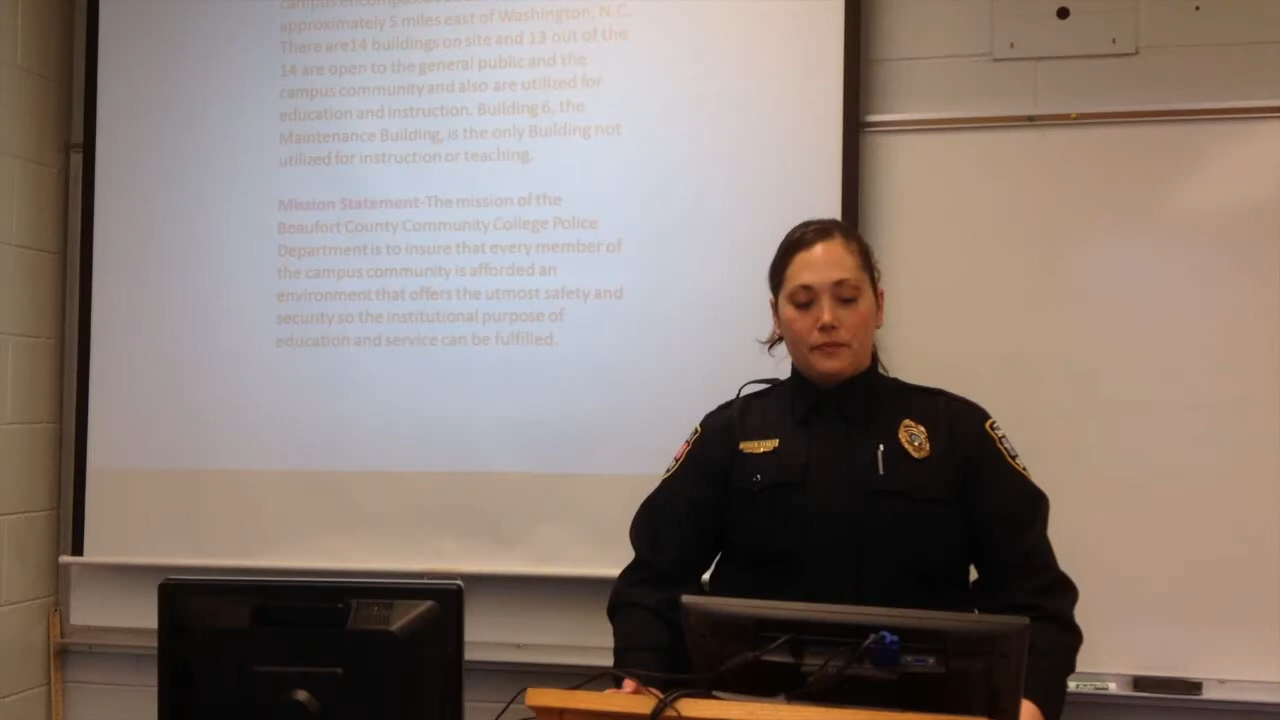 campus
approximately 5 miles east of Washington, N.C.
There are14 buildings on site and 13 out of the
14 are open to the general public and the
campus community and also are utilized for
education and instruction. Building 6, the
Maintenance Building, is the only Building not
utilized for instruction or teaching.
Mission Statement-The mission of the
Beaufort County Community College Police
Department is to insure that every member of
the campus community is afforded an
environment that offers the utmost safety and
security so the institutional purpose of
education and service can be fulfilled.